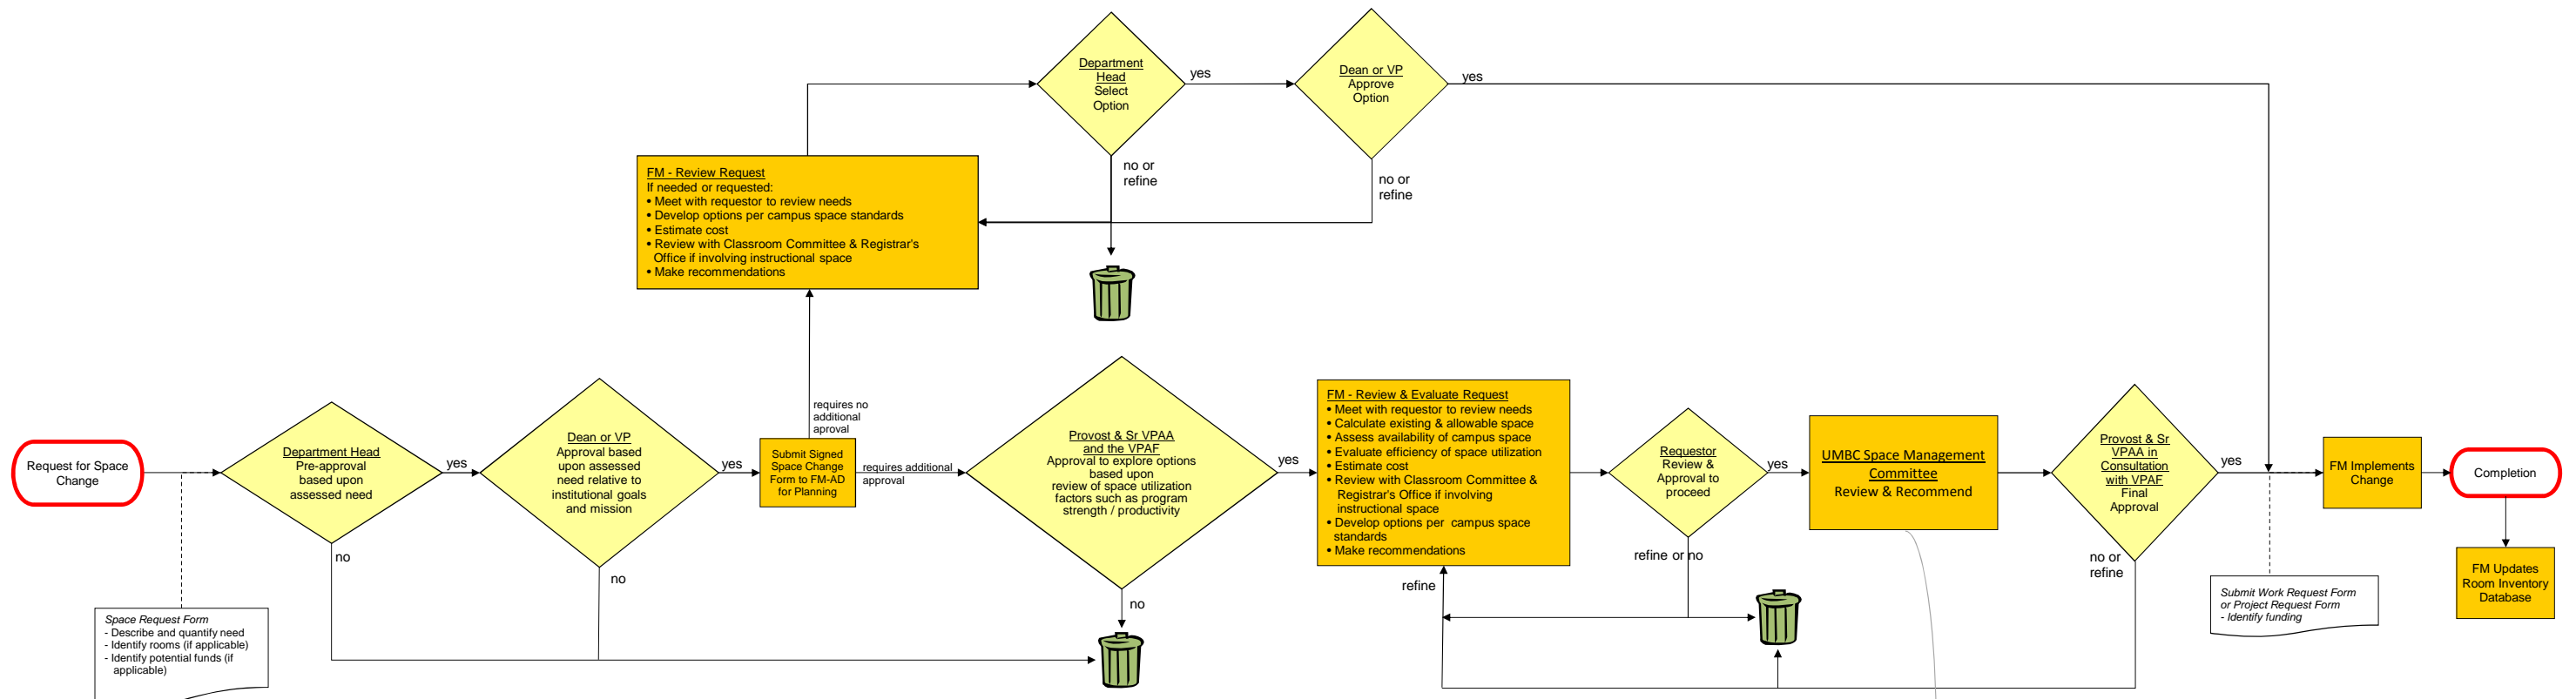 Department
Head
Select
Option
yes
no or
refine
Dean or VP
Approve
Option
yes
no or
refine
FM - Review Request
If needed or requested:
• Meet with requestor to review needs
• Develop options per campus space standards
• Estimate cost
• Review with Classroom Committee & Registrar's
Office if involving instructional space
• Make recommendations
Request for Space
Change
Space Request Form
- Describe and quantify need
- Identify rooms (if applicable)
- Identify potential funds (if
applicable)
Department Head
Pre-approval
based upon
assessed need
yes
no
Dean or VP
Approval based
upon assessed
need relative to
institutional goals
and mission
yes
no
Submit Signed
Space Change
Form to FM-AD
for Planning
requires no
additional
aproval
requires additional
approval
Provost & Sr VPAA
and the VPAF
Approval to explore options
based upon
review of space utilization
factors such as program
strength / productivity
yes
no
FM - Review & Evaluate Request
• Meet with requestor to review needs
• Calculate existing & allowable space
• Assess availability of campus space
• Evaluate efficiency of space utilization
• Estimate cost
• Review with Classroom Committee &
Registrar's Office if involving
instructional space
• Develop options per campus space
standards
• Make recommendations
refine
Requestor
Review &
Approval to
proceed
yes
refine or no
UMBC Space Management
Committee
Review & Recommend
Provost & Sr
VPAA in
Consultation
with VPAF
Final
Approval
yes
no or
refine
Submit Work Request Form
or Project Request Form
- Identify funding
FM Implements
Change
Completion
FM Updates
Room Inventory
Database